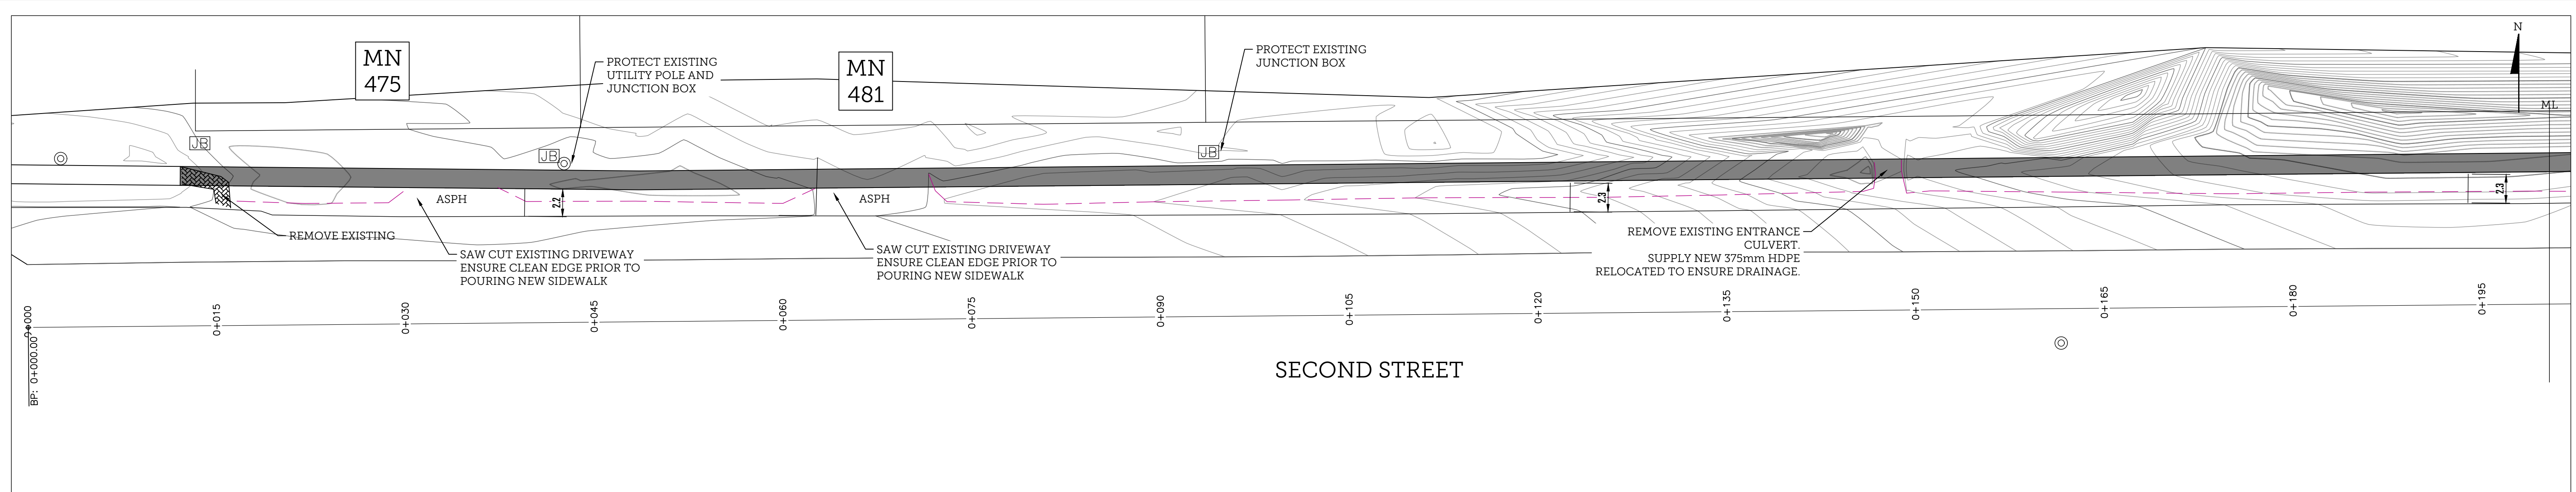 MN
475
PROTECT EXISTING
UTILITY POLE AND
JUNCTION BOX
MN
481
PROTECT EXISTING
JUNCTION BOX
N
ML
JB
JB
JB
ASPH
2.2
ASPH
2.3
2.3
REMOVE EXISTING
SAW CUT EXISTING DRIVEWAY
ENSURE CLEAN EDGE PRIOR TO
POURING NEW SIDEWALK
SAW CUT EXISTING DRIVEWAY
ENSURE CLEAN EDGE PRIOR TO
POURING NEW SIDEWALK
REMOVE EXISTING ENTRANCE
CULVERT.
SUPPLY NEW 375mm HDPE
RELOCATED TO ENSURE DRAINAGE.
0+000
0+015
0+030
0+045
0+060
0+075
0+090
0+105
0+120
0+135
0+150
0+165
0+180
0+195
BP: 0+000.00
SECOND STREET